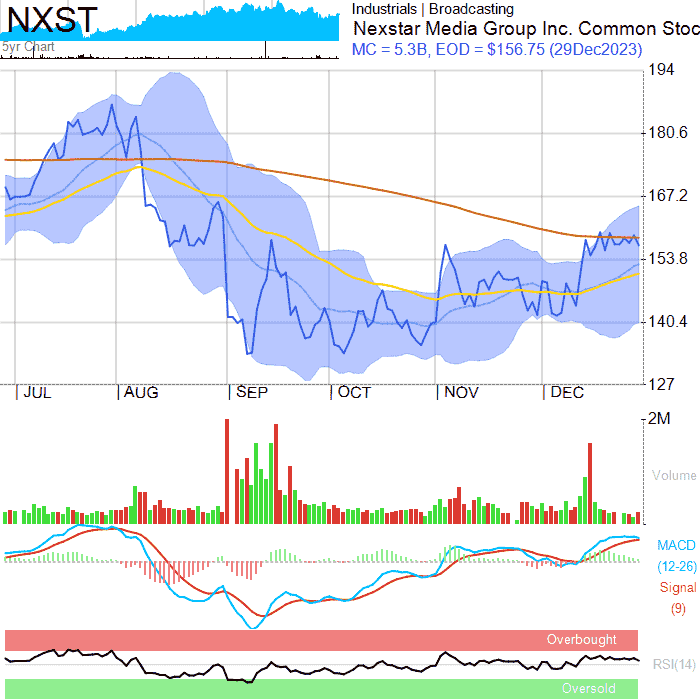 NXST
5yr Chart
Industrials | Broadcasting
Nexstar Media Group Inc. Common Stoc
MC = 5.3B, EOD = $156.75 (29Dec2023)
194
180.6
167.2
153.8
140.4
127
JUL AUG SEP OCT NOV DEC
2M
Volume
MACD
(12-26)
Signal
(9)
Overbought
RSI(14)
Oversold